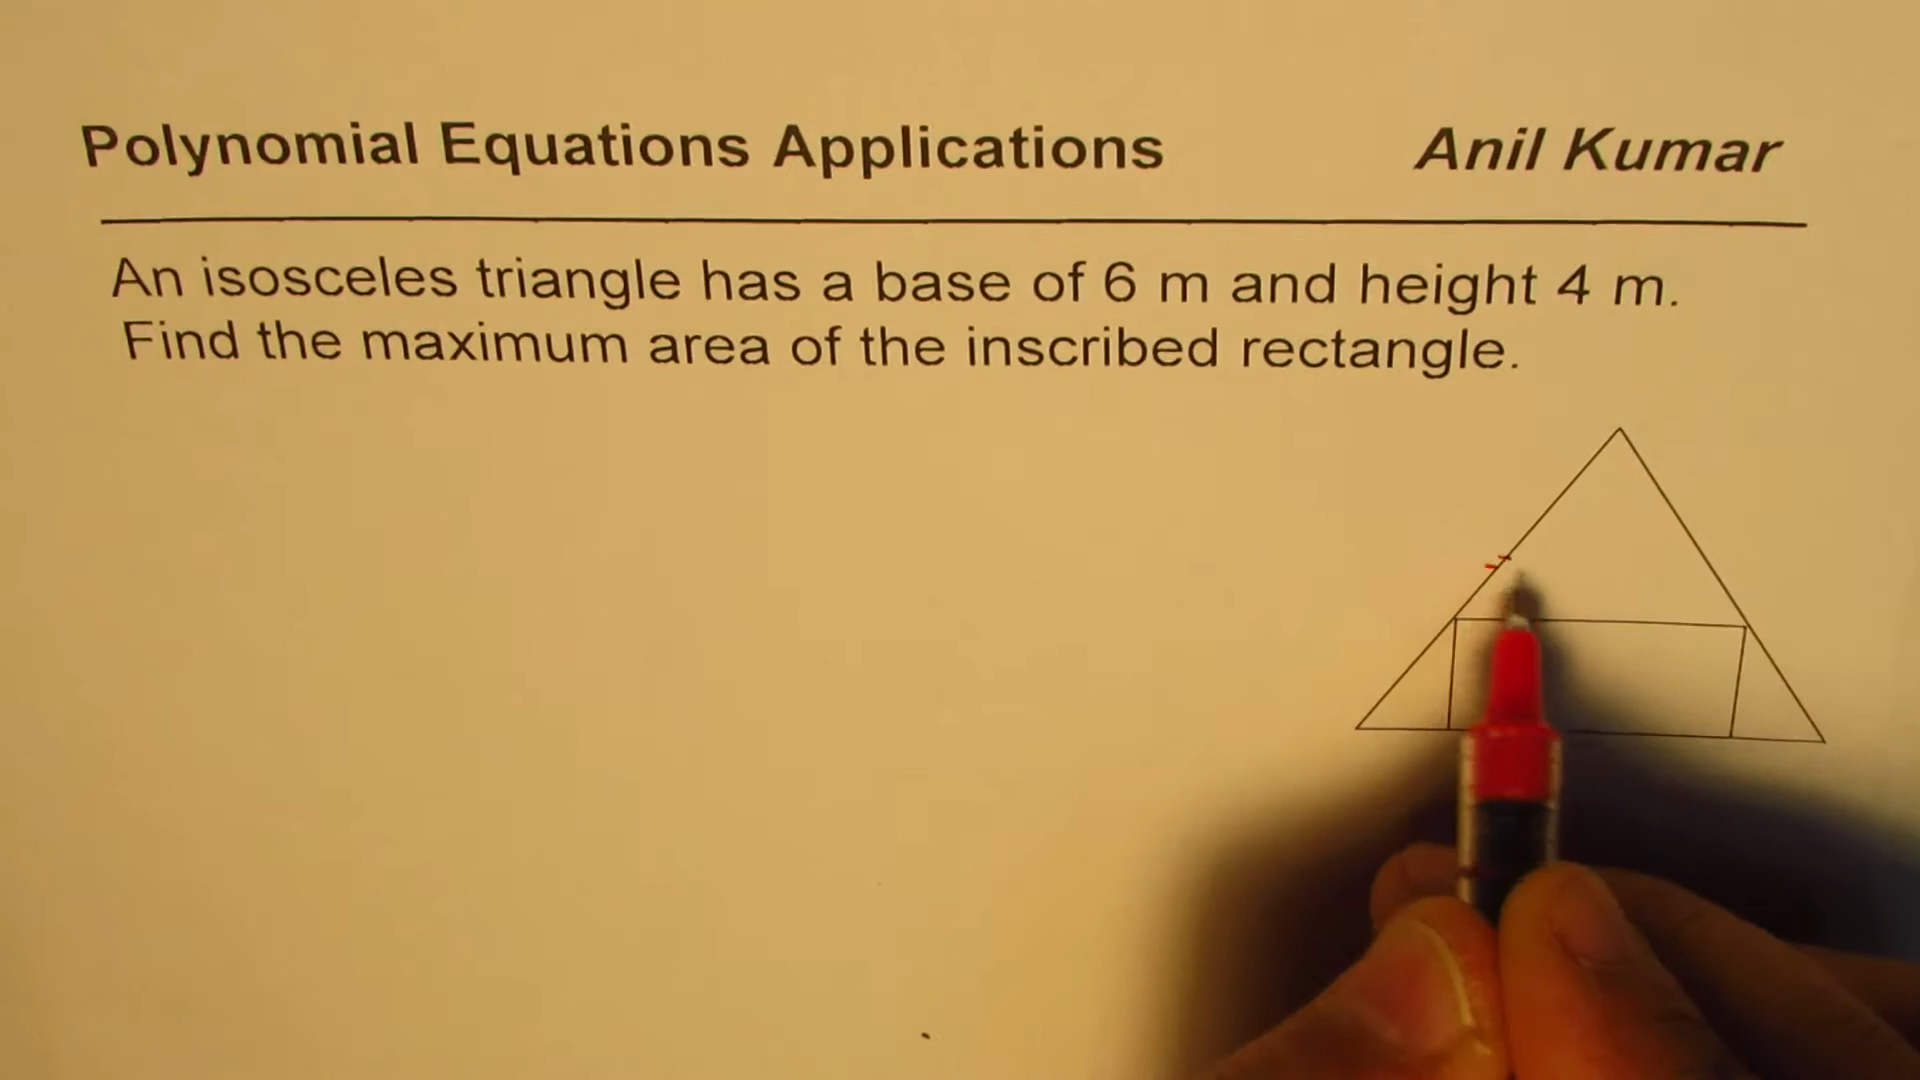 Polynomial Equations Applications Anil Kumar
An isosceles triangle has a base of 6 m and height 4 m.
Find the maximum area of the inscribed rectangle.